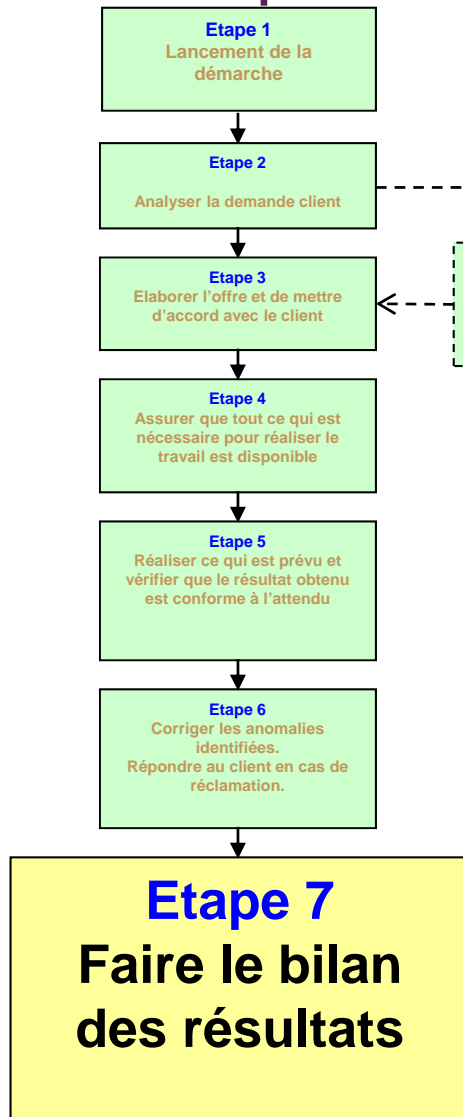 Etape 1
Lancement de la
démarche
Etape 2
Analyser la demande client
Etape 3
Elaborer l'offre et de mettre
d'accord avec le client
Etape 4
Assurer que tout ce qui est
nécessaire pour réaliser le
travail est disponible
Etape 5
Réaliser ce qui est prévu et
vérifier que le résultat obtenu
est conforme à l'attendu
Etape 6
Corriger les anomalies
identifiées.
Répondre au client en cas de
réclamation.
Etape 7
Faire le bilan
des résultats